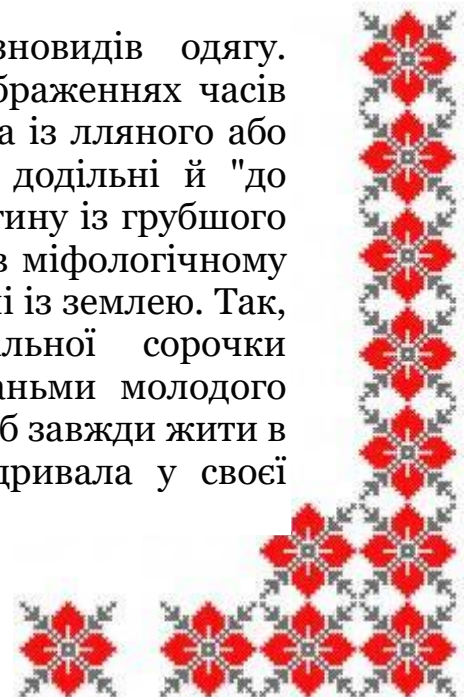 зновидів одягу.
браженнях часів
а із лляного або
додільні й "до
тину із грубшого
в міфологічному
і із землею. Так,
льної сорочки
ньми молодого
б завжди жити в
дривала у своєї